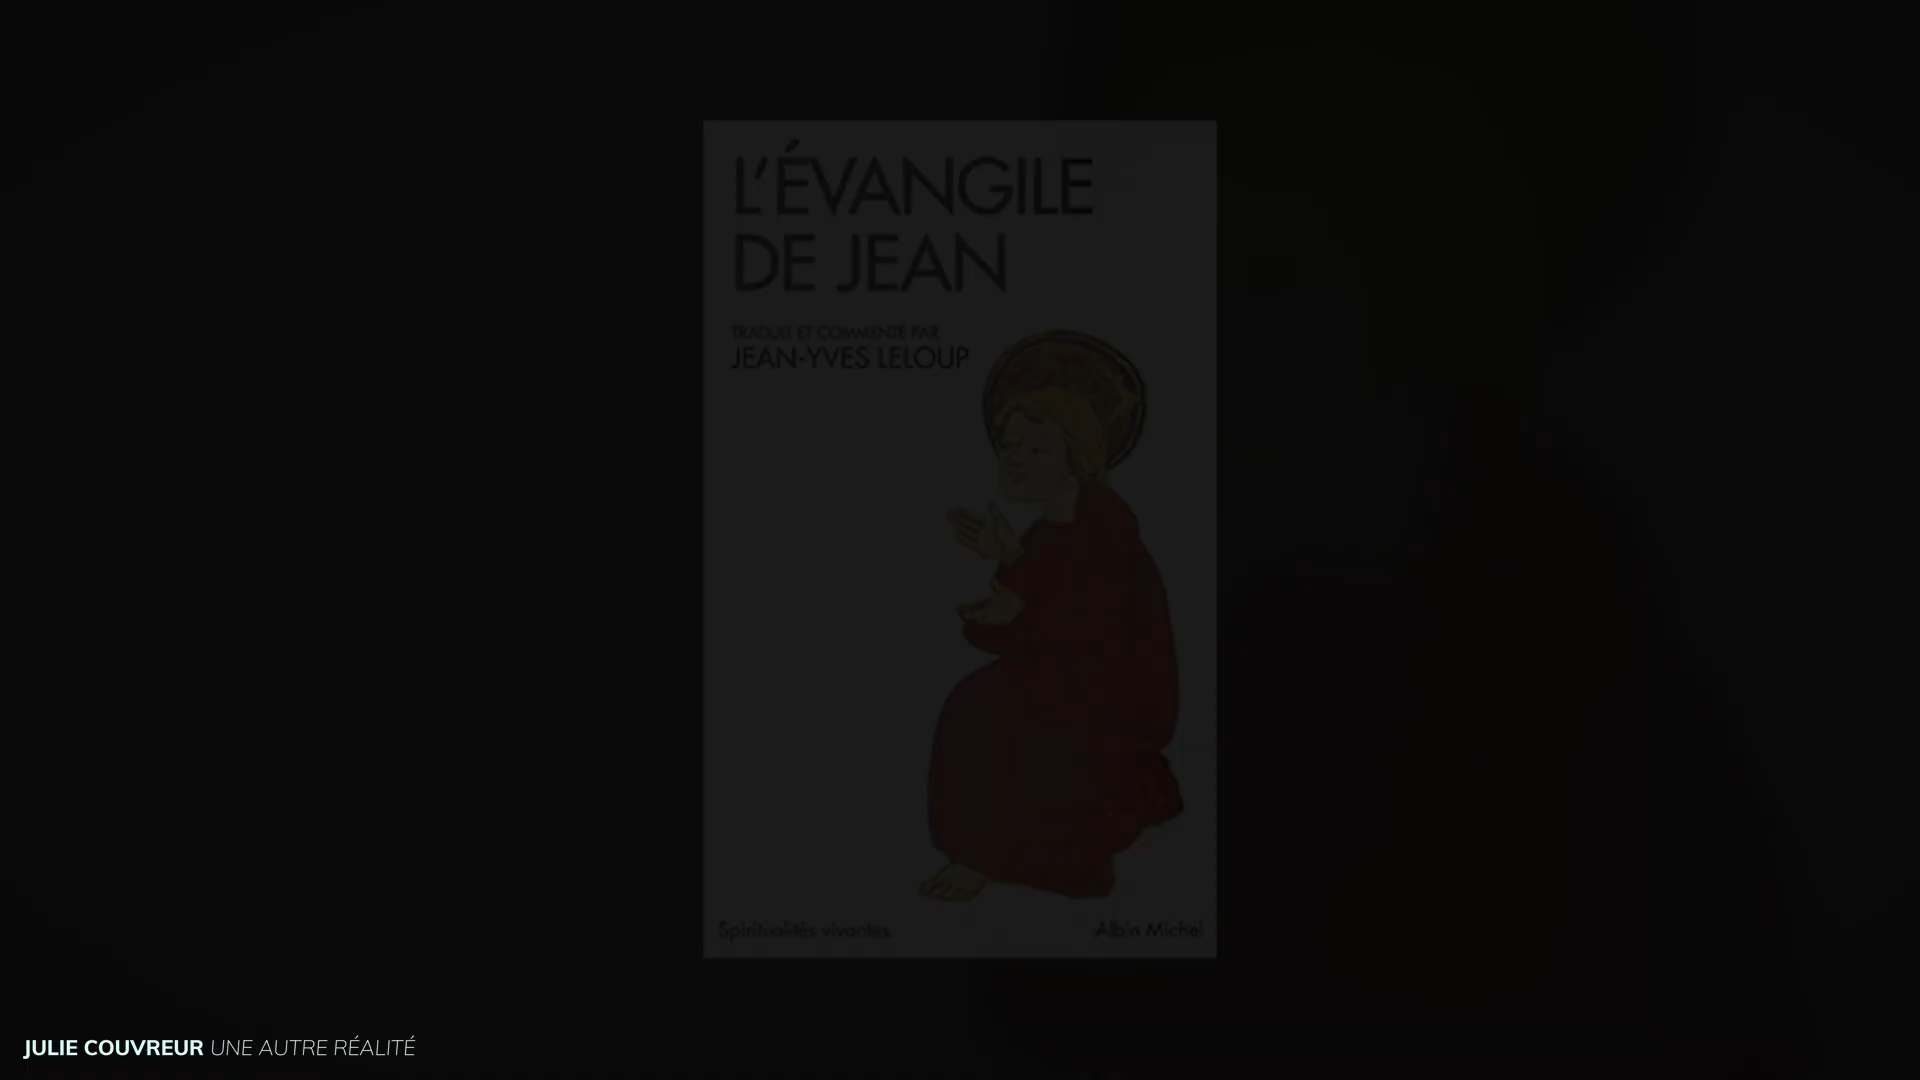 L'ÉVANGILE
DE JEAN
TRADUIT ET COMMENTÉ PAR
JEAN-YVES LELOUP
Spiritualités vivantes
Albin Michel
JULIE COUVREUR UNE AUTRE RÉALITÉ